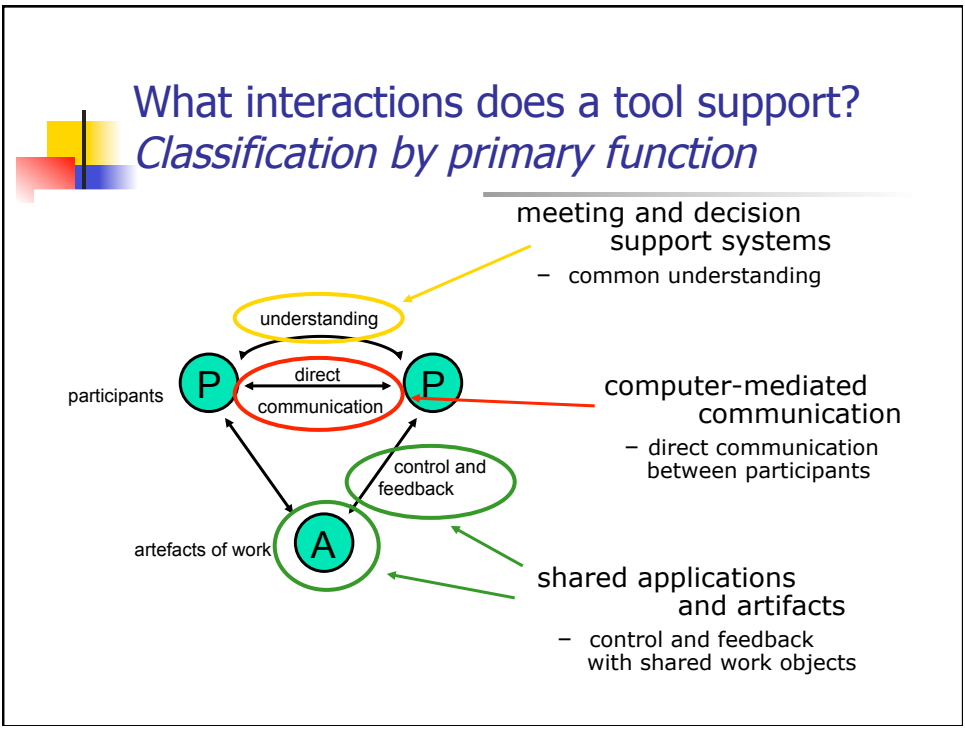 What interactions does a tool support?
Classification by primary function
meeting and decision
support systems
– common understanding
understanding
participants
P
direct
communication
P
computer-mediated
communication
– direct communication
between participants
control and
feedback
artefacts of work
A
shared applications
and artifacts
– control and feedback
with shared work objects